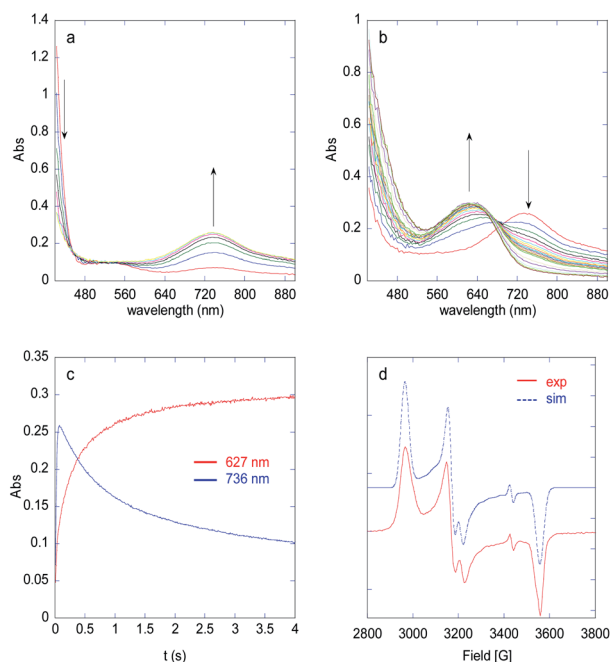 a
1.4
1.2
1
0.8
0.6
0.4
0.2
0
Abs
480 560 640 720 800 880
wavelength (nm)
b
1
0.8
0.6
0.4
0.2
0
Abs
480 560 640 720 800 880
wavelength (nm)
c
0.35
0.3
0.25
0.2
0.15
0.1
0.05
0
Abs
627 nm
736 nm
0 0.5 1 1.5 2 2.5 3 3.5 4
t (s)
d
exp
sim
2800 3000 3200 3400 3600 3800
Field [G]